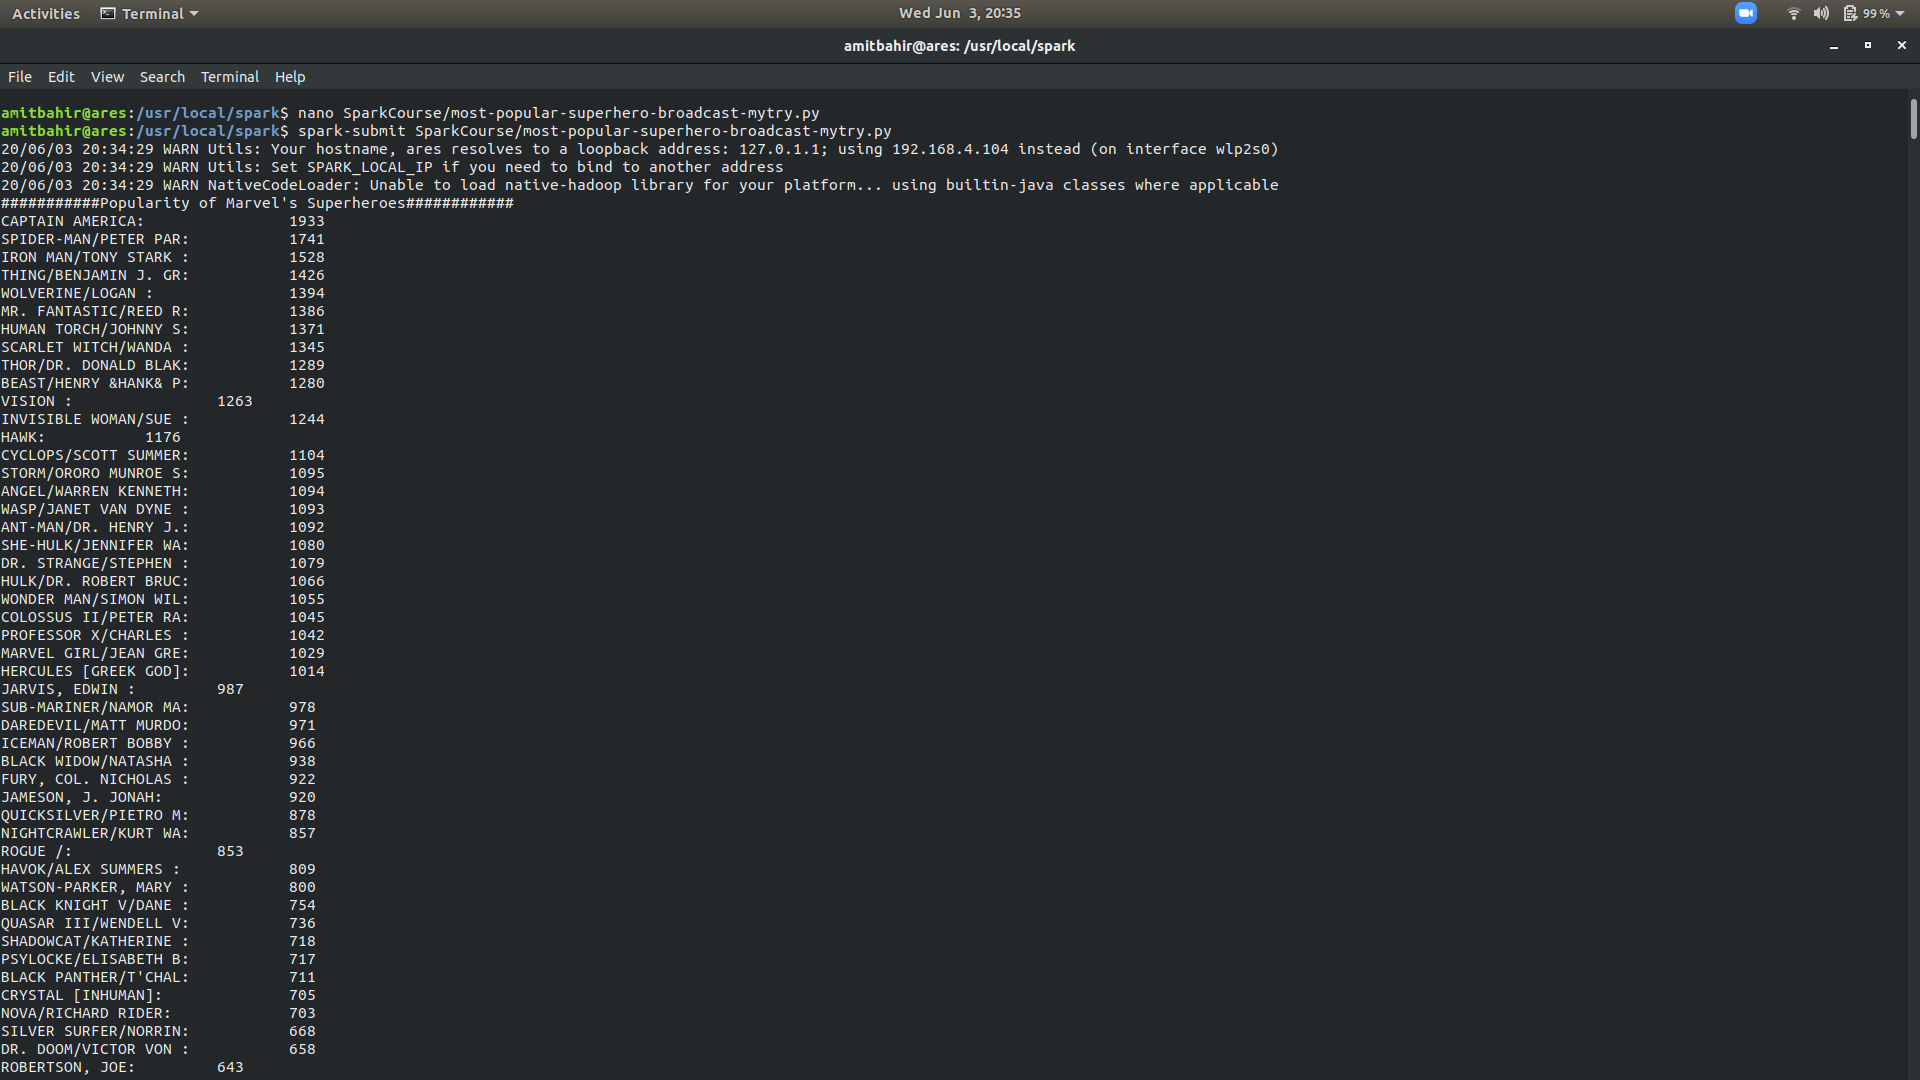 Activities Terminal Wed Jun 3, 20:35 99 %
amitbahir@ares: /usr/local/spark
File Edit View Search Terminal Help
amitbahir@ares:/usr/local/spark$ nano SparkCourse/most-popular-superhero-broadcast-mytry.py
amitbahir@ares:/usr/local/spark$ spark-submit SparkCourse/most-popular-superhero-broadcast-mytry.py
20/06/03 20:34:29 WARN Utils: Your hostname, ares resolves to a loopback address: 127.0.1.1; using 192.168.4.104 instead (on interface wlp2s0)
20/06/03 20:34:29 WARN Utils: Set SPARK_LOCAL_IP if you need to bind to another address
20/06/03 20:34:29 WARN NativeCodeLoader: Unable to load native-hadoop library for your platform... using builtin-java classes where applicable
###########Popularity of Marvel's Superheroes############
CAPTAIN AMERICA: 1933
SPIDER-MAN/PETER PAR: 1741
IRON MAN/TONY STARK : 1528
THING/BENJAMIN J. GR: 1426
WOLVERINE/LOGAN : 1394
MR. FANTASTIC/REED R: 1386
HUMAN TORCH/JOHNNY S: 1371
SCARLET WITCH/WANDA : 1345
THOR/DR. DONALD BLAK: 1289
BEAST/HENRY &HANK& P: 1280
VISION : 1263
INVISIBLE WOMAN/SUE : 1244
HAWK: 1176
CYCLOPS/SCOTT SUMMER: 1104
STORM/ORORO MUNROE S: 1095
ANGEL/WARREN KENNETH: 1094
WASP/JANET VAN DYNE : 1093
ANT-MAN/DR. HENRY J.: 1092
SHE-HULK/JENNIFER WA: 1080
DR. STRANGE/STEPHEN : 1079
HULK/DR. ROBERT BRUC: 1066
WONDER MAN/SIMON WIL: 1055
COLOSSUS II/PETER RA: 1045
PROFESSOR X/CHARLES : 1042
MARVEL GIRL/JEAN GRE: 1029
HERCULES [GREEK GOD]: 1014
JARVIS, EDWIN : 987
SUB-MARINER/NAMOR MA: 978
DAREDEVIL/MATT MURDO: 971
ICEMAN/ROBERT BOBBY : 966
BLACK WIDOW/NATASHA : 938
FURY, COL. NICHOLAS : 922
JAMESON, J. JONAH: 920
QUICKSILVER/PIETRO M: 878
NIGHTCRAWLER/KURT WA: 857
ROGUE /: 853
HAVOK/ALEX SUMMERS : 809
WATSON-PARKER, MARY : 800
BLACK KNIGHT V/DANE : 754
QUASAR III/WENDELL V: 736
SHADOWCAT/KATHERINE : 718
PSYLOCKE/ELISABETH B: 717
BLACK PANTHER/T'CHAL: 711
CRYSTAL [INHUMAN]: 705
NOVA/RICHARD RIDER: 703
SILVER SURFER/NORRIN: 668
DR. DOOM/VICTOR VON : 658
ROBERTSON, JOE: 643